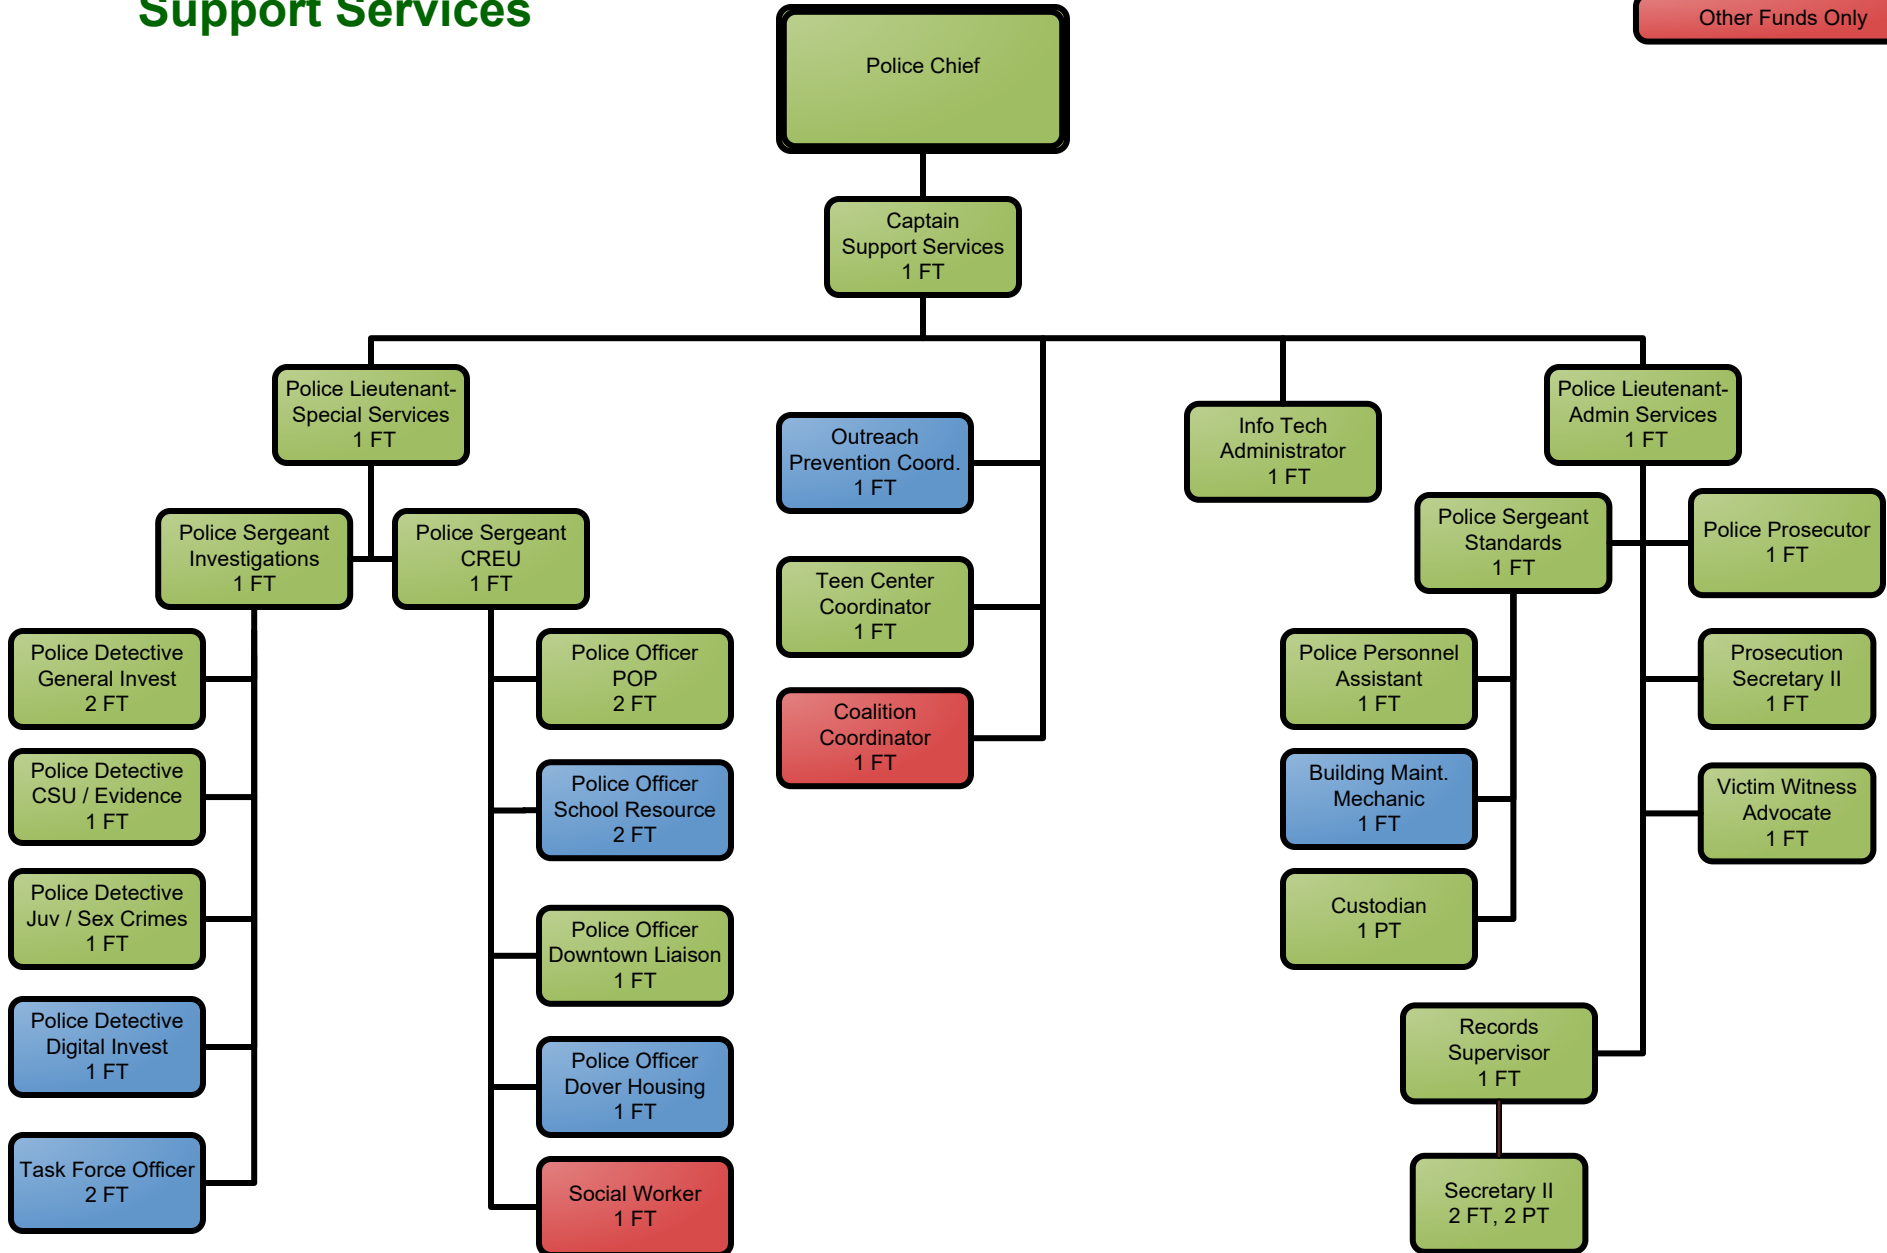 Support Services
Other Funds Only
Police Chief
Captain
Support Services
1 FT
Police Lieutenant-
Special Services
1 FT
Police Sergeant
Investigations
1 FT
Police Detective
General Invest
2 FT
Police Detective
CSU / Evidence
1 FT
Police Detective
Juv / Sex Crimes
1 FT
Police Detective
Digital Invest
1 FT
Task Force Officer
2 FT
Police Sergeant
CREU
1 FT
Police Officer
POP
2 FT
Police Officer
School Resource
2 FT
Police Officer
Downtown Liaison
1 FT
Police Officer
Dover Housing
1 FT
Social Worker
1 FT
Outreach
Prevention Coord.
1 FT
Teen Center
Coordinator
1 FT
Coalition
Coordinator
1 FT
Info Tech
Administrator
1 FT
Police Lieutenant-
Admin Services
1 FT
Police Sergeant
Standards
1 FT
Police Personnel
Assistant
1 FT
Building Maint.
Mechanic
1 FT
Custodian
1 PT
Police Prosecutor
1 FT
Prosecution
Secretary II
1 FT
Victim Witness
Advocate
1 FT
Records
Supervisor
1 FT
Secretary II
2 FT, 2 PT